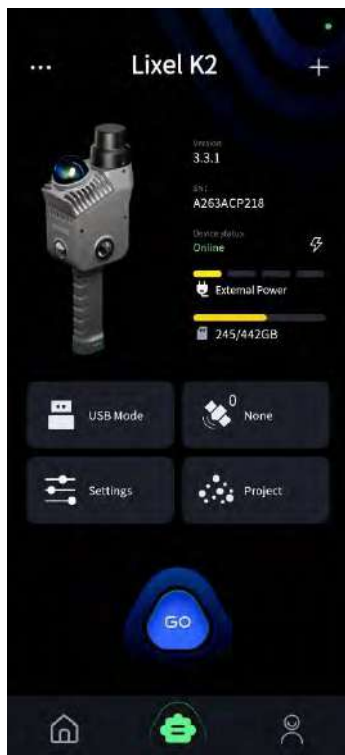 Lixel K2
Version
3.3.1
SN:
A263ACP218
Device status
Online
External Power
245/442GB
USB Mode
0
None
Settings
Project
GO